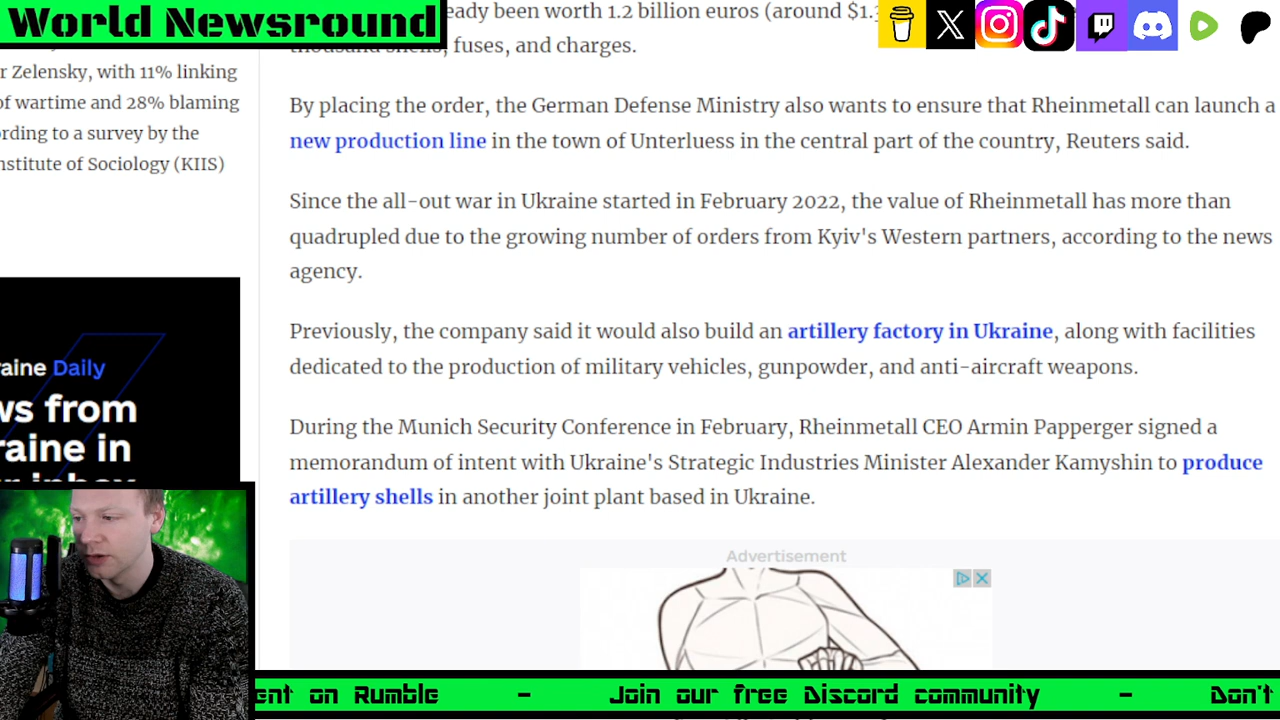 World Newsround
eady been worth 1.2 billion euros (around $1.
thousand shells, fuses, and charges.
r Zelensky, with 11% linking
of wartime and 28% blaming
ording to a survey by the
nstitute of Sociology (KIIS)
By placing the order, the German Defense Ministry also wants to ensure that Rheinmetall can launch a
new production line in the town of Unterluess in the central part of the country, Reuters said.
Since the all-out war in Ukraine started in February 2022, the value of Rheinmetall has more than
quadrupled due to the growing number of orders from Kyiv's Western partners, according to the news
agency.
Previously, the company said it would also build an artillery factory in Ukraine, along with facilities
dedicated to the production of military vehicles, gunpowder, and anti-aircraft weapons.
During the Munich Security Conference in February, Rheinmetall CEO Armin Papperger signed a
memorandum of intent with Ukraine's Strategic Industries Minister Alexander Kamyshin to produce
artillery shells in another joint plant based in Ukraine.
raine Daily
ws from
raine in
Advertisement
ent on Rumble - Join our free Discord community - Don't